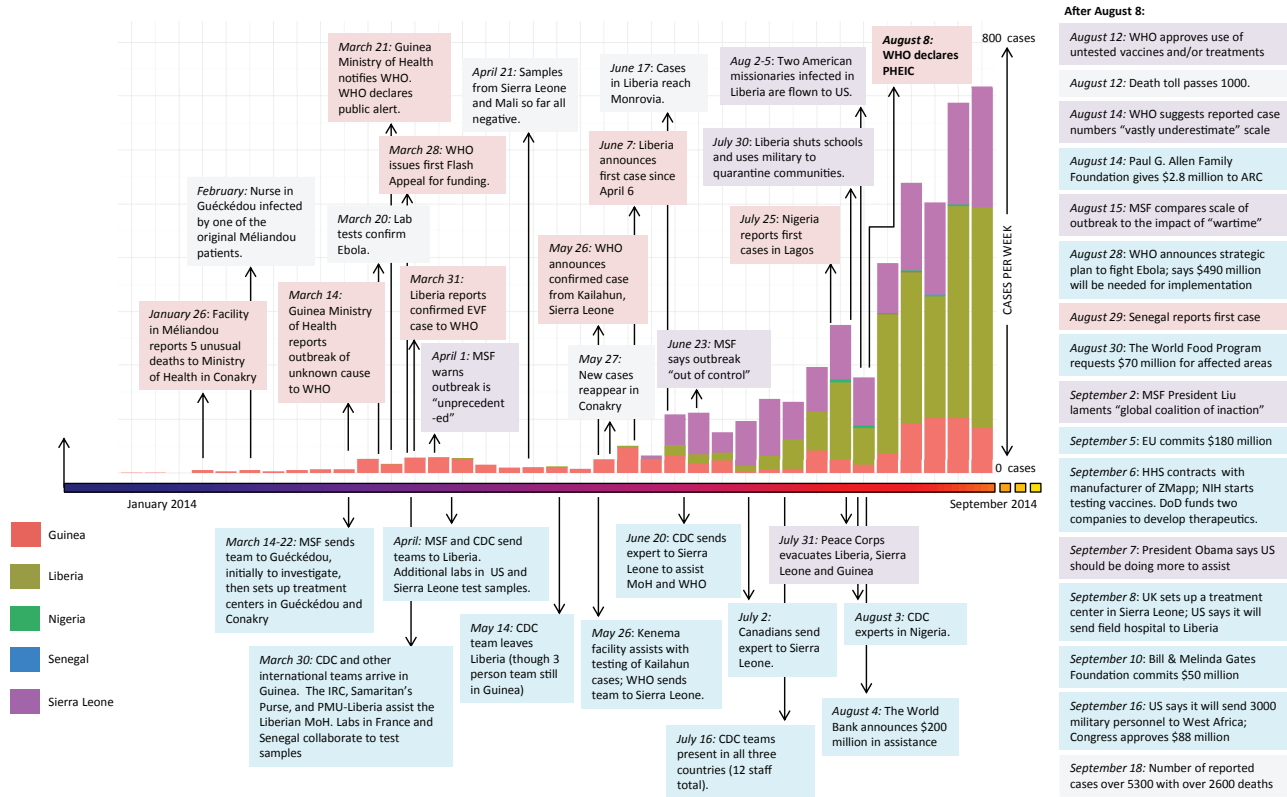 March 21: Guinea
Ministry of Health
notifies WHO.
WHO declares
public alert.
April 21: Samples
from Sierra Leone
and Mali so far all
negative.
June 17: Cases
in Liberia reach
Monrovia.
Aug 2-5: Two American
missionaries infected in
Liberia are flown to US.
August 8:
WHO declares
PHEIC
800 cases
March 28: WHO
issues first Flash
Appeal for funding.
June 7: Liberia
announces
first case since
April 6
July 30: Liberia shuts schools
and uses military to
quarantine communities.
February: Nurse in
Guéckédou infected
by one of the
original Méliandou
patients.
March 20: Lab
tests confirm
Ebola.
July 25: Nigeria
reports first
cases in Lagos
May 26: WHO
announces
confirmed case
from Kailahun,
Sierra Leone
March 31:
Liberia reports
confirmed EVF
case to WHO
January 26: Facility
in Méliandou
reports 5 unusual
deaths to Ministry
of Health in Conakry
March 14:
Guinea Ministry
of Health
reports
outbreak of
unknown cause
to WHO
April 1: MSF
warns
outbreak is
"unprecedent
-ed"
May 27:
New cases
reappear in
Conakry
June 23: MSF
says outbreak
"out of control"
CASES PER WEEK
0 cases
January 2014
September 2014
Guinea
Liberia
Nigeria
Senegal
Sierra Leone
March 14-22: MSF sends
team to Guéckédou,
initially to investigate,
then sets up treatment
centers in Guéckédou and
Conakry
April: MSF and CDC send
teams to Liberia.
Additional labs in US and
Sierra Leone test samples.
June 20: CDC sends
expert to Sierra
Leone to assist
MoH and WHO
July 31: Peace Corps
evacuates Liberia, Sierra
Leone and Guinea
March 30: CDC and other
international teams arrive in
Guinea. The IRC, Samaritan's
Purse, and PMU-Liberia assist the
Liberian MoH. Labs in France and
Senegal collaborate to test
samples
May 14: CDC
team leaves
Liberia (though 3
person team still
in Guinea)
May 26: Kenema
facility assists with
testing of Kailahun
cases; WHO sends
team to Sierra Leone.
July 2:
Canadians send
expert to Sierra
Leone.
August 3: CDC
experts in Nigeria.
July 16: CDC teams
present in all three
countries (12 staff
total).
August 4: The World
Bank announces $200
million in assistance
After August 8:
August 12: WHO approves use of
untested vaccines and/or treatments
August 12: Death toll passes 1000.
August 14: WHO suggests reported case
numbers "vastly underestimate" scale
August 14: Paul G. Allen Family
Foundation gives $2.8 million to ARC
August 15: MSF compares scale of
outbreak to the impact of "wartime"
August 28: WHO announces strategic
plan to fight Ebola; says $490 million
will be needed for implementation
August 29: Senegal reports first case
August 30: The World Food Program
requests $70 million for affected areas
September 2: MSF President Liu
laments "global coalition of inaction"
September 5: EU commits $180 million
September 6: HHS contracts with
manufacturer of ZMapp; NIH starts
testing vaccines. DoD funds two
companies to develop therapeutics.
September 7: President Obama says US
should be doing more to assist
September 8: UK sets up a treatment
center in Sierra Leone; US says it will
send field hospital to Liberia
September 10: Bill & Melinda Gates
Foundation commits $50 million
September 16: US says it will send 3000
military personnel to West Africa;
Congress approves $88 million
September 18: Number of reported
cases over 5300 with over 2600 deaths